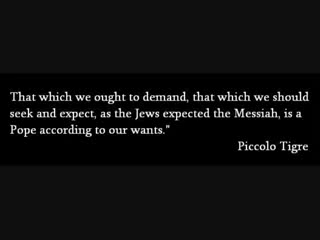 That which we ought to demand, that which we should
seek and expect, as the Jews expected the Messiah, is a
Pope according to our wants."
Piccolo Tigre